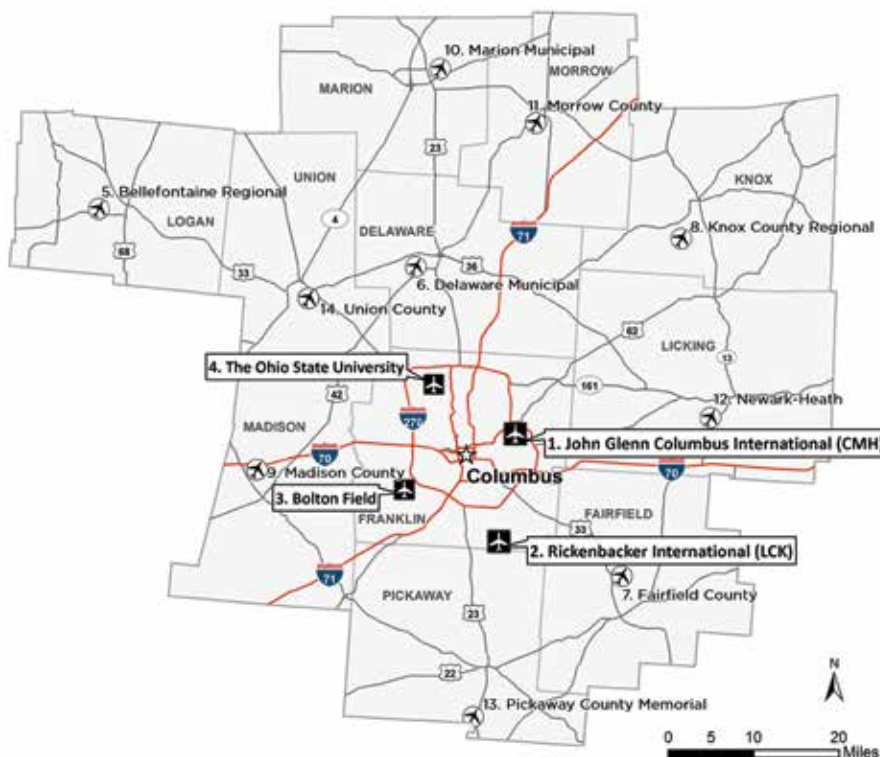 10. Marion Municipal
MORROW
MARION
11. Morrow County
23
UNION
KNOX
5. Bellefontaine Regional
LOGAN
4
DELAWARE
71
8. Knox County Regional
68
33
36
6. Delaware Municipal
14. Union County
62
LICKING
13
4. The Ohio State University
161
42
270
12. Newark-Heath
MADISON
1. John Glenn Columbus International (CMH)
70
70
9. Madison County
Columbus
3. Bolton Field
FRANKLIN
FAIRFIELD
33
2. Rickenbacker International (LCK)
71
7. Fairfield County
PICKAWAY
23
22
N
13. Pickaway County Memorial
0 5 10 20
Miles